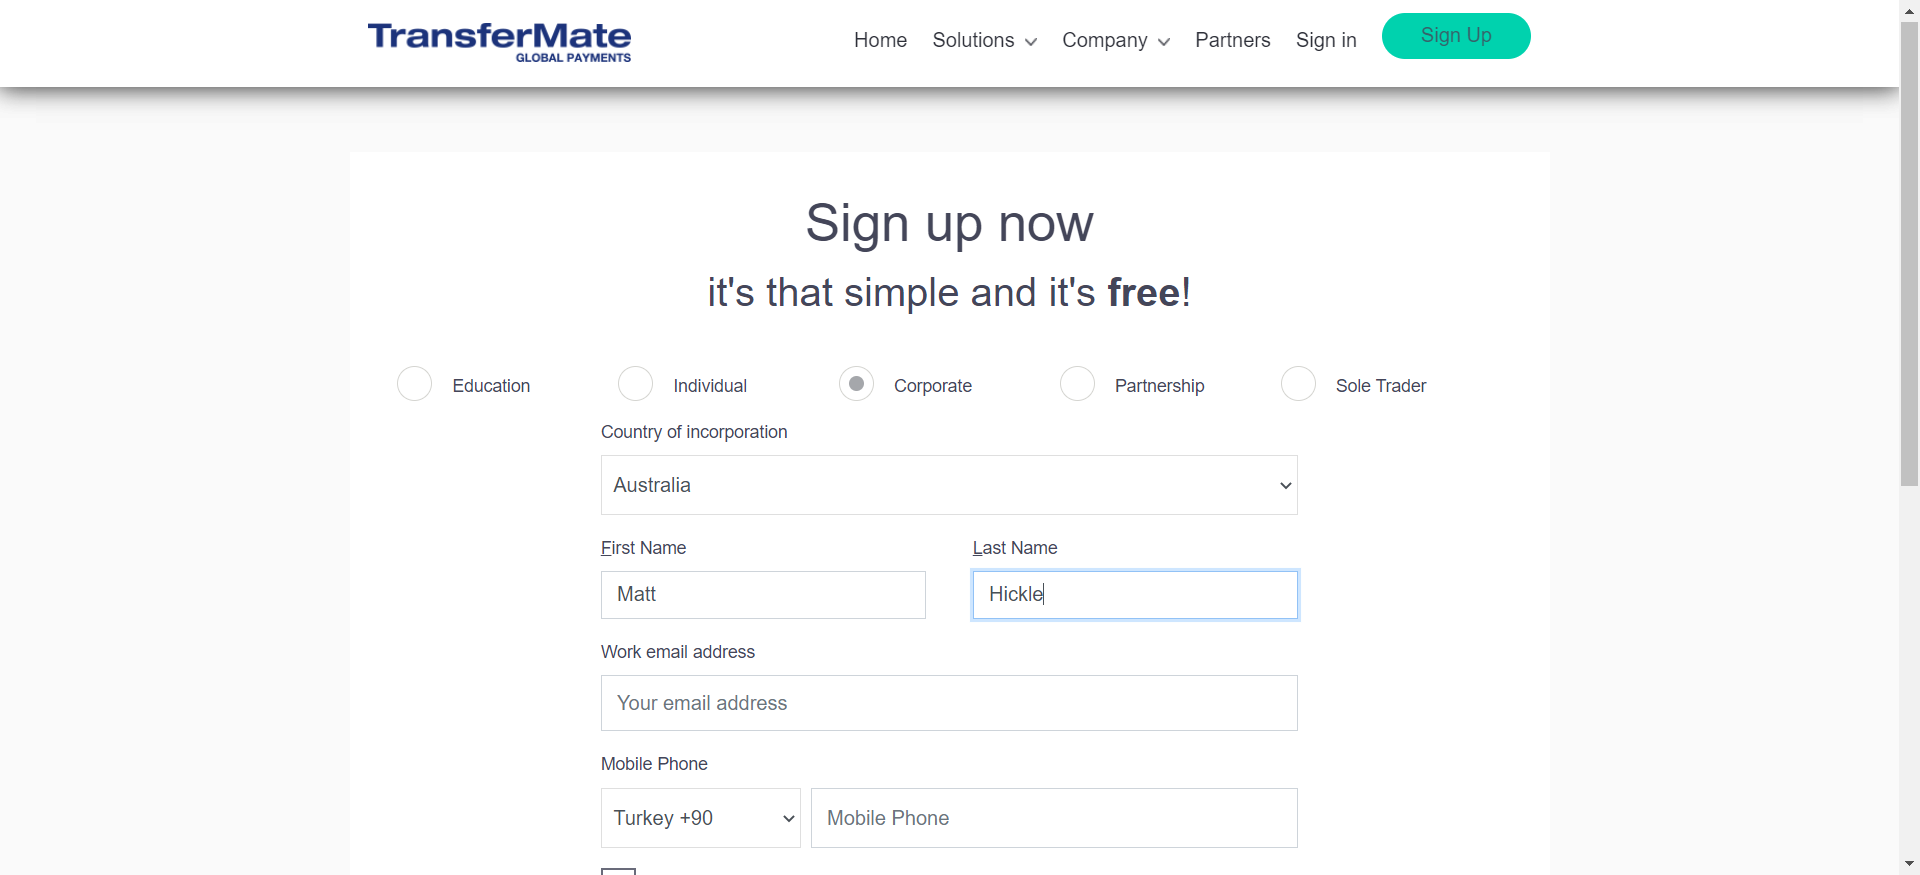 TransferMate
GLOBAL PAYMENTS
Home Solutions Company Partners Sign in Sign Up
Sign up now
it's that simple and it's free!
Education Individual Corporate Partnership Sole Trader
Country of incorporation
Australia
First Name Last Name
Matt Hickle
Work email address
Your email address
Mobile Phone
Turkey +90 Mobile Phone